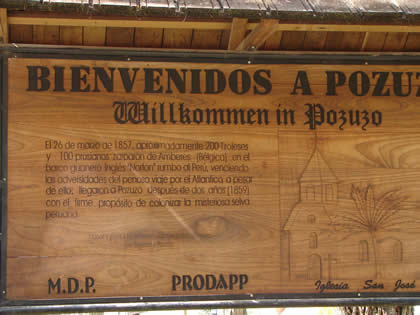 BIENVENIDOS A POZUZ
Willkommen in Pozuzo
El 26 de marzo de 1857, aproximadamente 200 Tiroleses
y 100 prusianos zarparon de Amberes (Bélgica), en el
barco guanero Inglés "Norton" rumbo al Perú, venciendo
las adversidades del penoso viaje por el Atlántico, a pesar
de ello; llegaron a Pozuzo después de dos años (1859)
con el firme propósito de colonizar la misteriosa selva
peruana
M.D.P.
PRODAPP
Iglesia San José